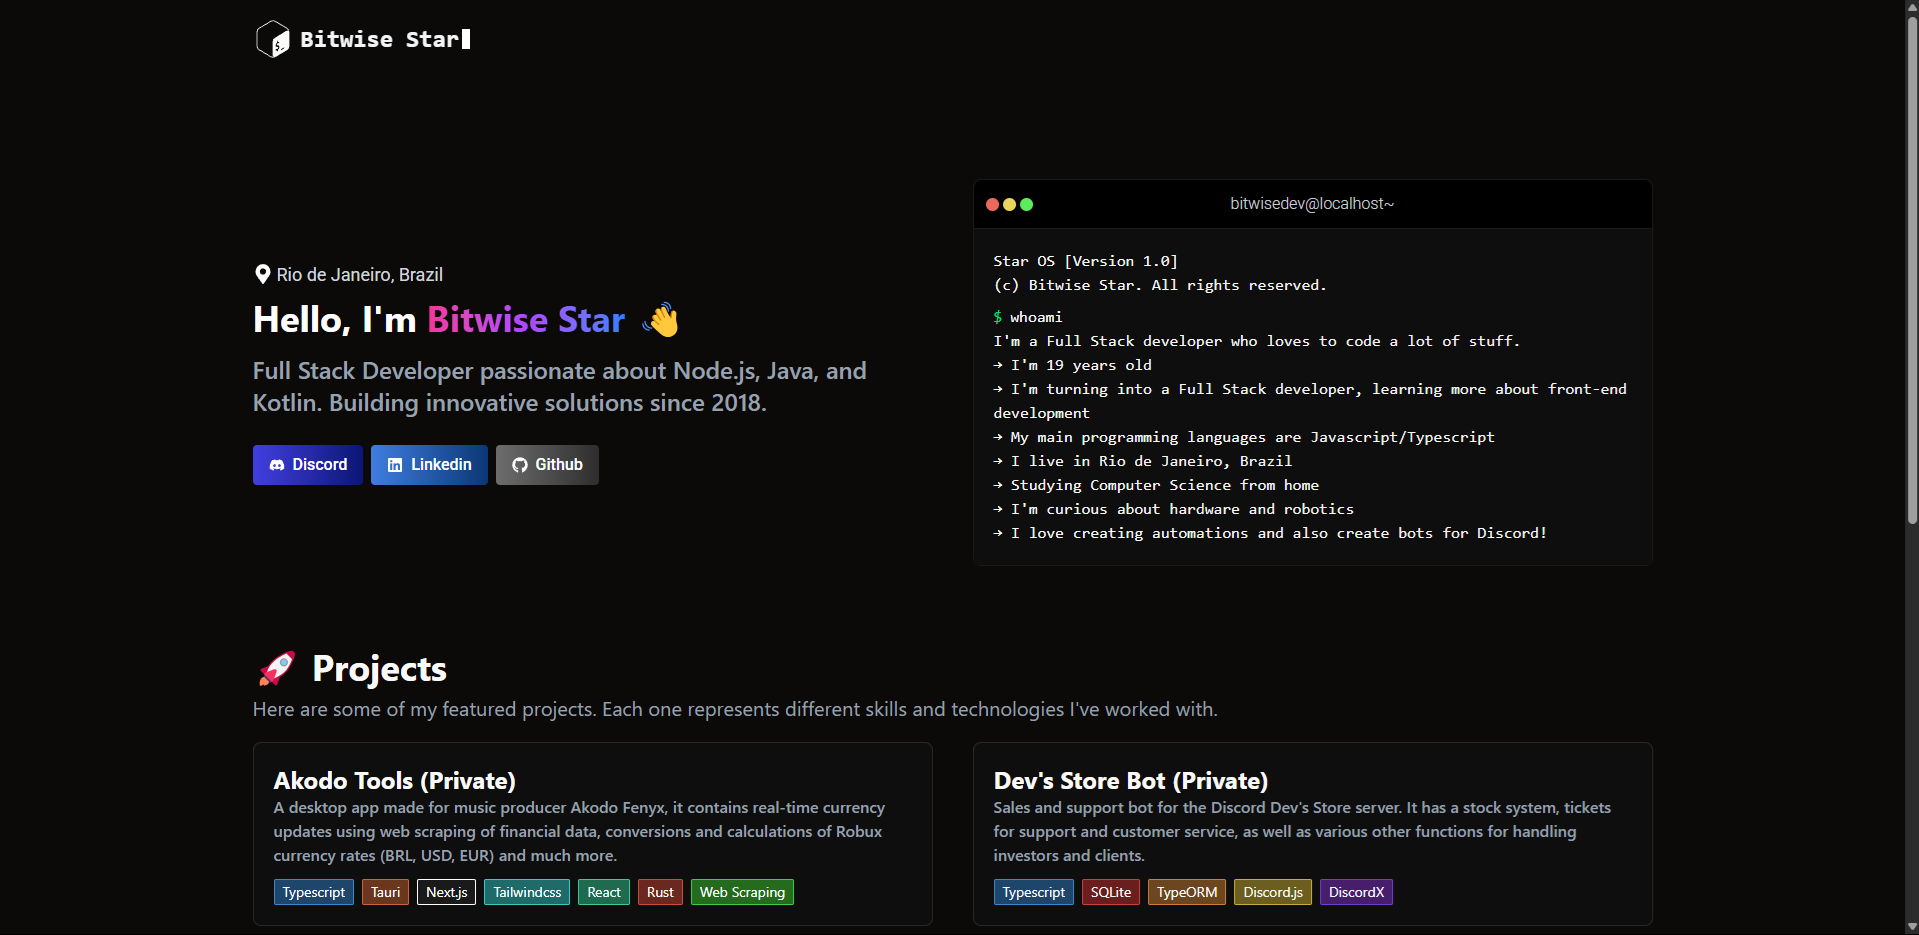 Bitwise Star
Rio de Janeiro, Brazil
Hello, I'm Bitwise Star 👋
Full Stack Developer passionate about Node.js, Java, and
Kotlin. Building innovative solutions since 2018.
Discord
Linkedin
Github
bitwisedev@localhost~
Star OS [Version 1.0]
(c) Bitwise Star. All rights reserved.
$ whoami
I'm a Full Stack developer who loves to code a lot of stuff.
→ I'm 19 years old
→ I'm turning into a Full Stack developer, learning more about front-end
development
→ My main programming languages are Javascript/Typescript
→ I live in Rio de Janeiro, Brazil
→ Studying Computer Science from home
→ I'm curious about hardware and robotics
→ I love creating automations and also create bots for Discord!
🚀 Projects
Here are some of my featured projects. Each one represents different skills and technologies I've worked with.
Akodo Tools (Private)
A desktop app made for music producer Akodo Fenyx, it contains real-time currency
updates using web scraping of financial data, conversions and calculations of Robux
currency rates (BRL, USD, EUR) and much more.
Typescript Tauri Next.js Tailwindcss React Rust Web Scraping
Dev's Store Bot (Private)
Sales and support bot for the Discord Dev's Store server. It has a stock system, tickets
for support and customer service, as well as various other functions for handling
investors and clients.
Typescript SQLite TypeORM Discord.js DiscordX